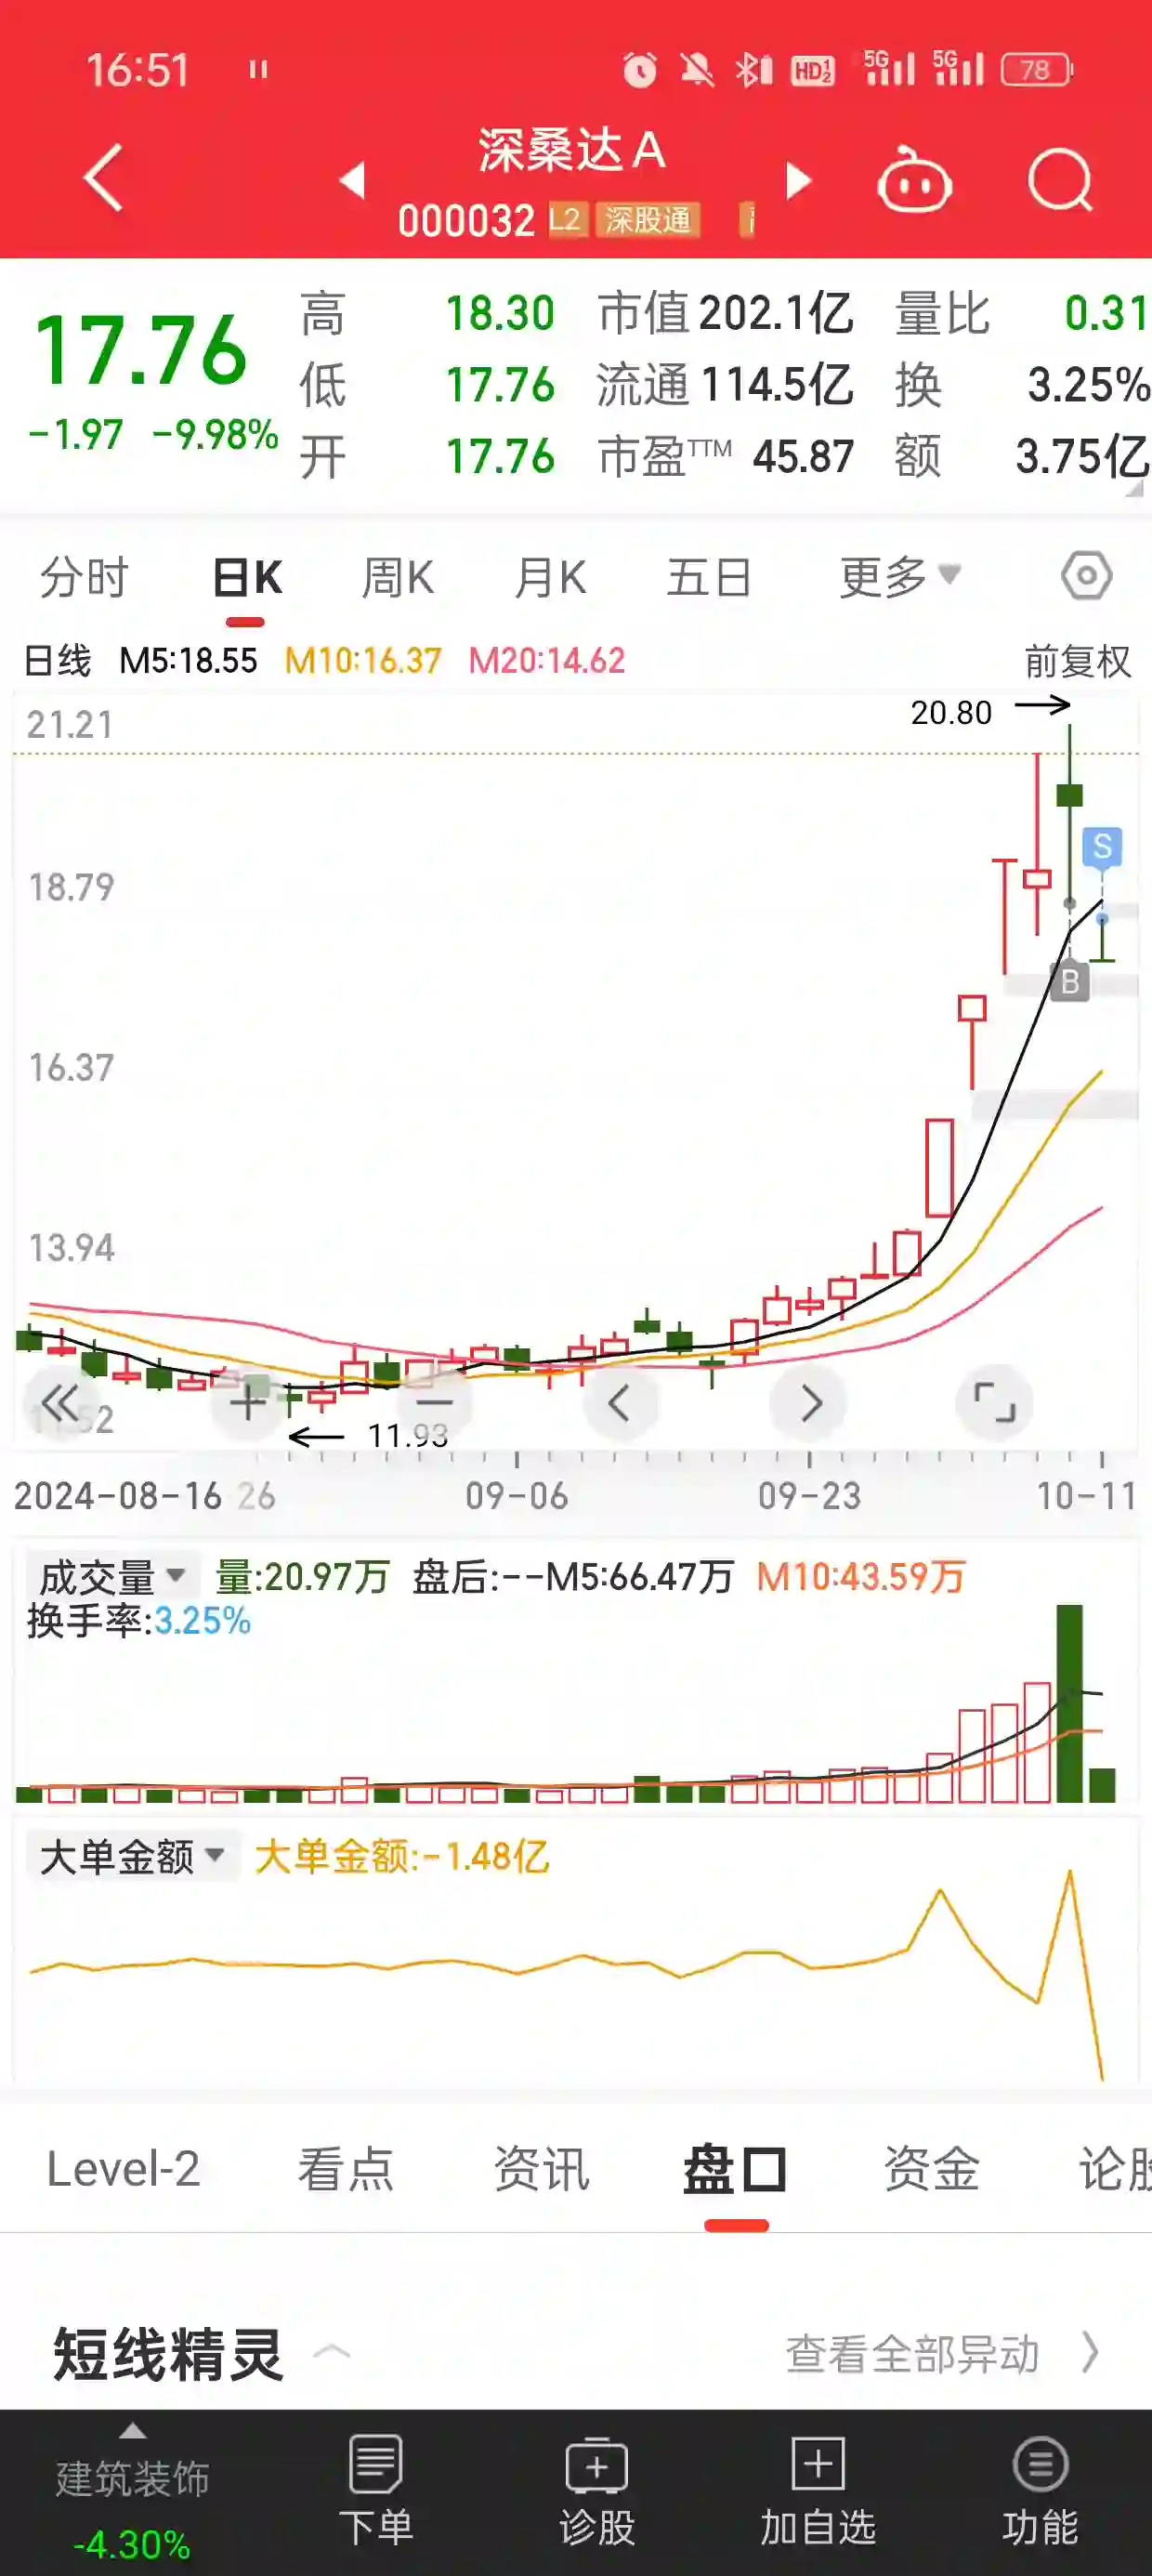 16:51 HD1 2 5G 5G 78
深桑达A
000032 L2 深股通
17.76 高 18.30 市值 202.1亿 量比 0.31
低 17.76 流通 114.5亿 换 3.25%
-1.97 -9.98% 开 17.76 市盈TTM 45.87 额 3.75亿
分时 日K 周K 月K 五日 更多
日线 M5:18.55 M10:16.37 M20:14.62 前复权
20.80
21.21
S
18.79
B
16.37
13.94
11.93
2024-08-16 26 09-06 09-23 10-11
成交量 量:20.97万 盘后:--M5:66.47万 M10:43.59万
换手率:3.25%
大单金额 大单金额:-1.48亿
Level-2 看点 资讯 盘口 资金 论股
短线精灵 查看全部异动
建筑装饰 下单 诊股 加自选 功能
-4.30%